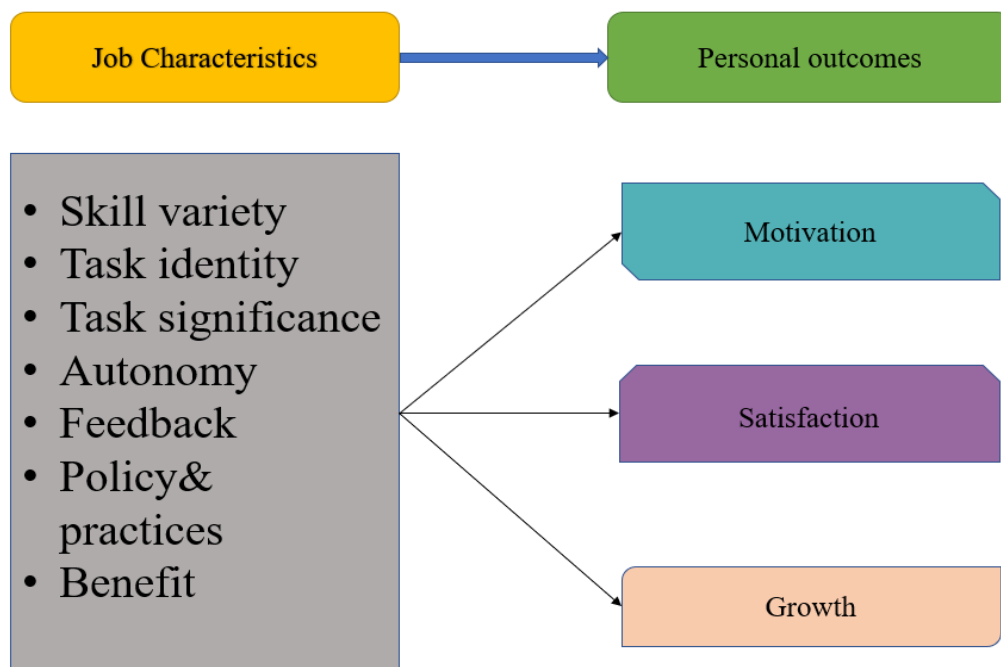 Job Characteristics
Personal outcomes
• Skill variety
• Task identity
• Task significance
• Autonomy
• Feedback
• Policy&
practices
• Benefit
Motivation
Satisfaction
Growth